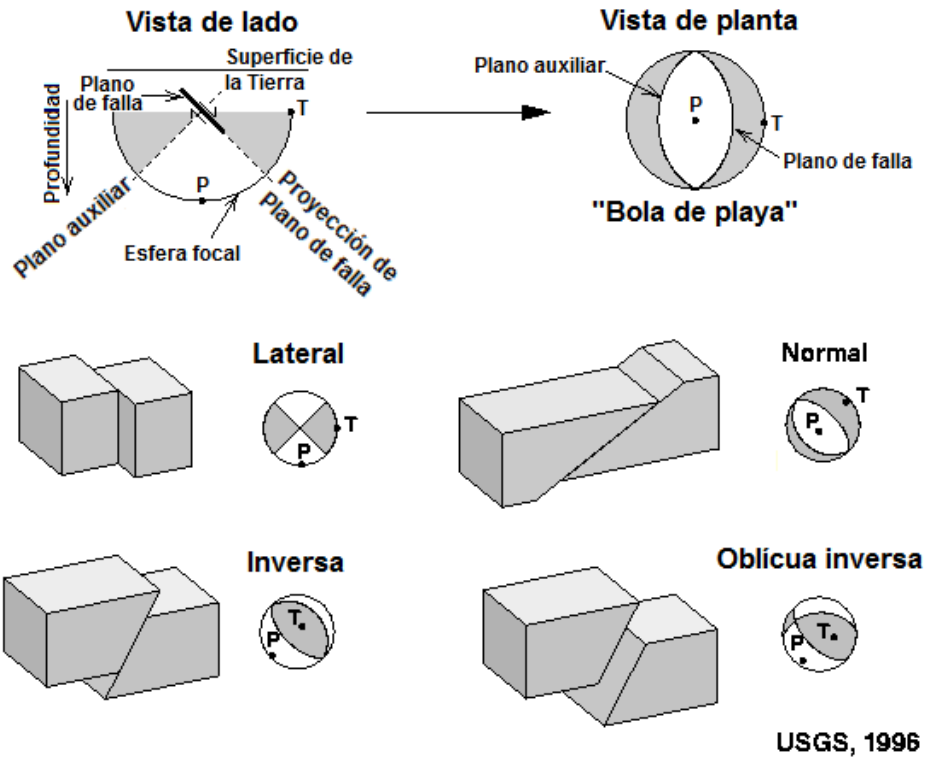 Vista de lado
Superficie de
la Tierra
Plano
de falla
Profundidad
T
P
Plano auxiliar
Proyección de
Plano de falla
Esfera focal
Vista de planta
Plano auxiliar
P
T
Plano de falla
"Bola de playa"
Lateral
T
P
Normal
T
P
Inversa
T
P
Oblícua inversa
T
P
USGS, 1996